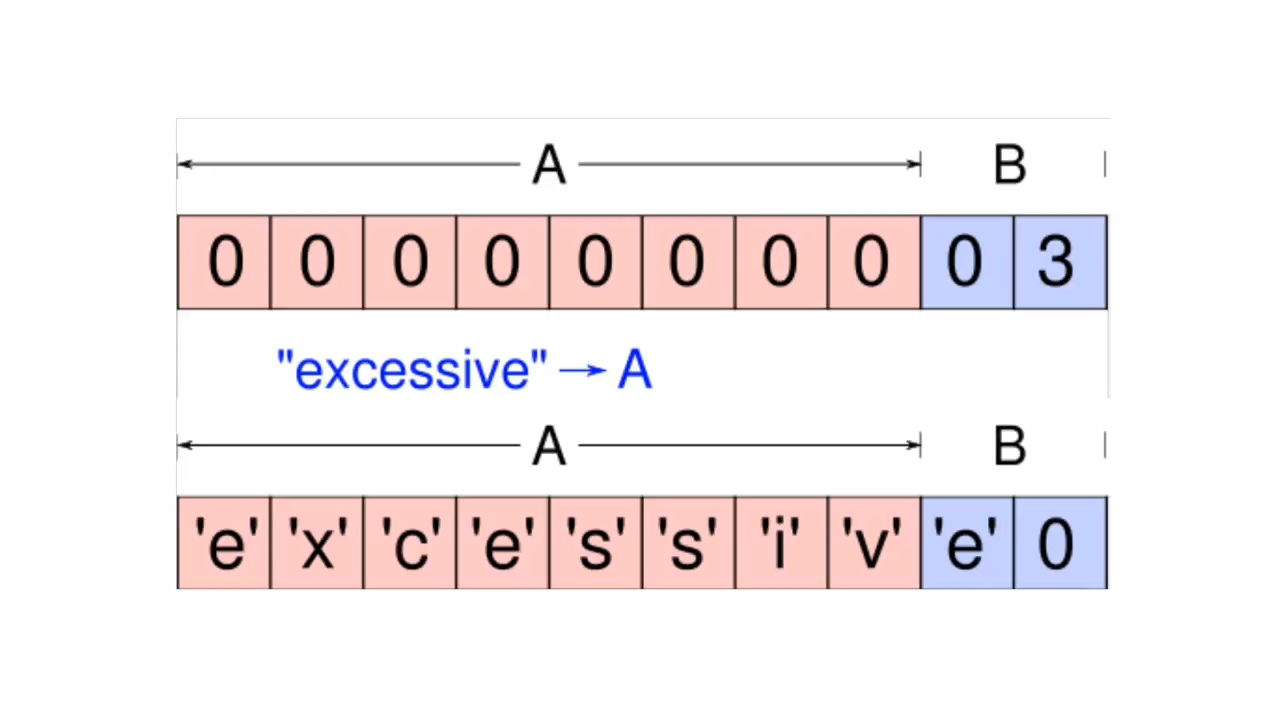 A B
0 0 0 0 0 0 0 0 0 3
"excessive" → A
A B
'e' 'x' 'c' 'e' 's' 's' 'i' 'v' 'e' 0